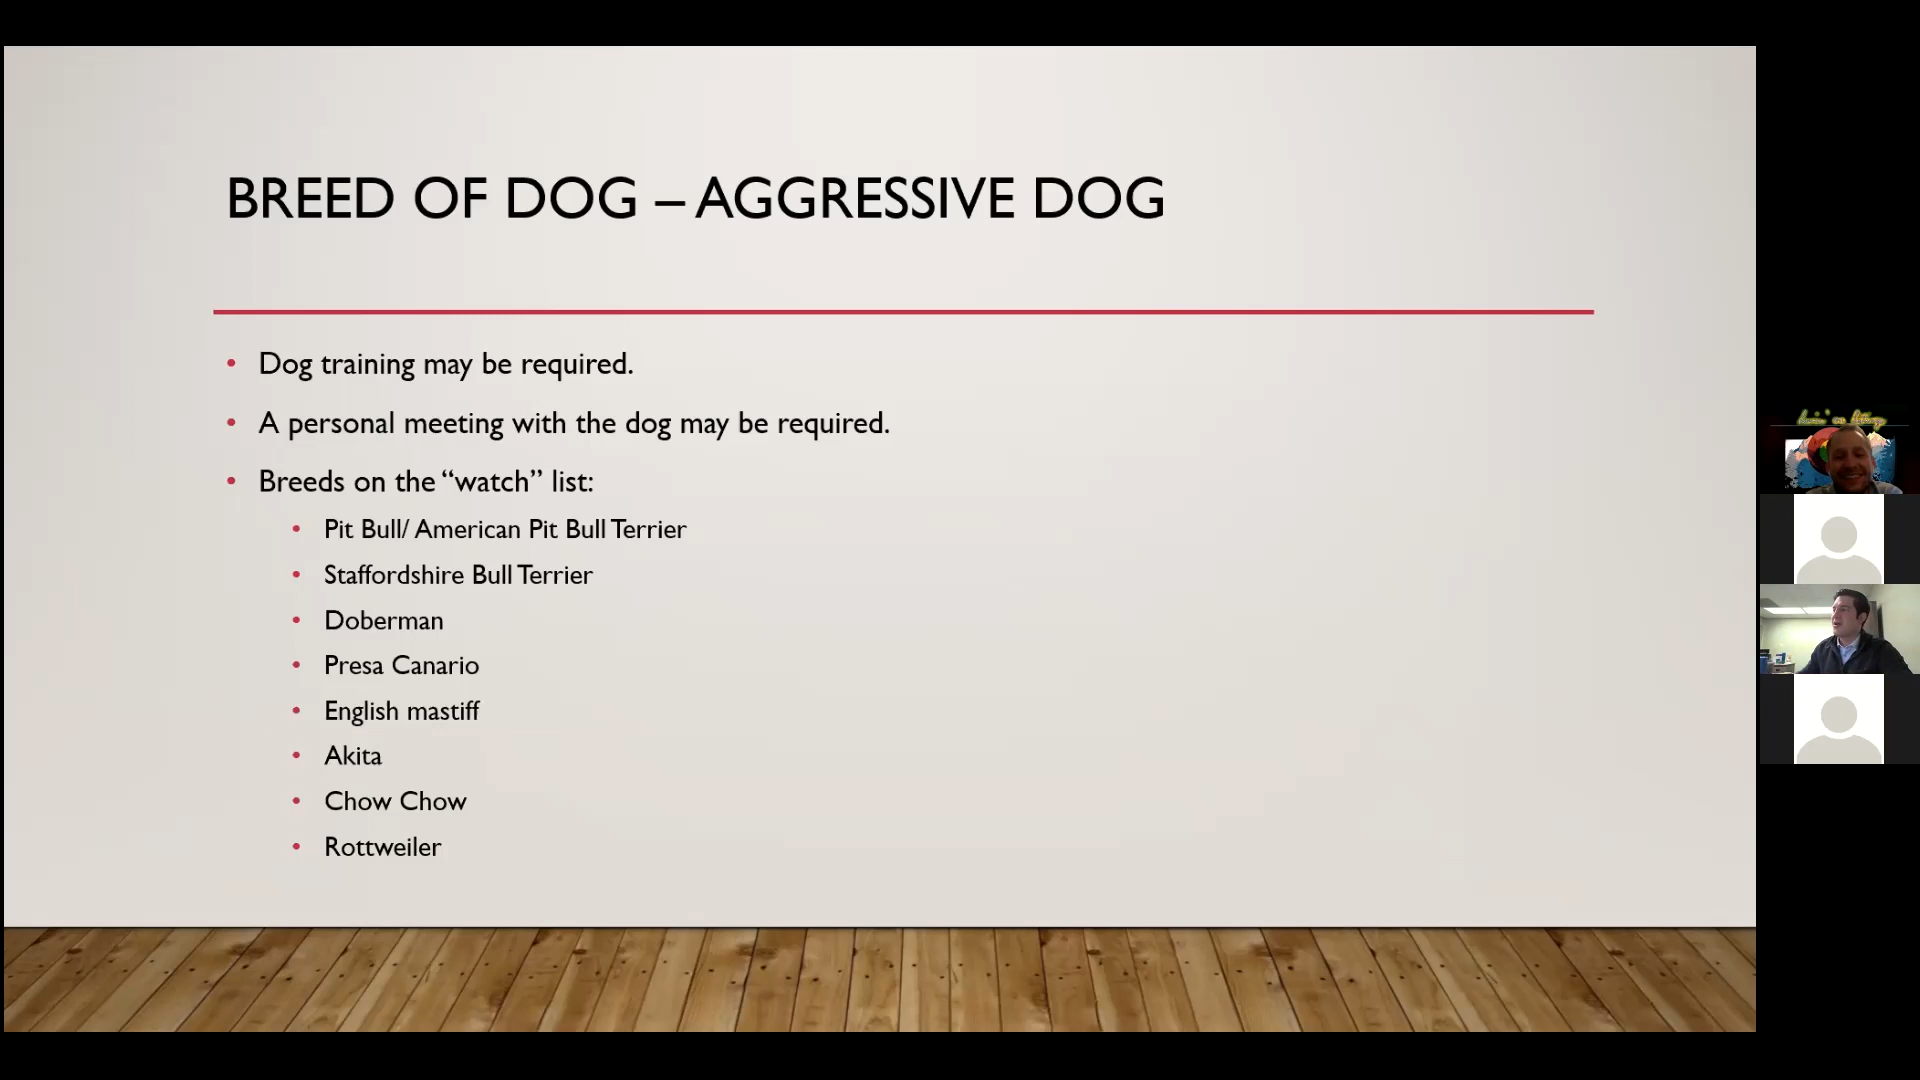 BREED OF DOG – AGGRESSIVE DOG
• Dog training may be required.
• A personal meeting with the dog may be required.
• Breeds on the “watch” list:
• Pit Bull/ American Pit Bull Terrier
• Staffordshire Bull Terrier
• Doberman
• Presa Canario
• English mastiff
• Akita
• Chow Chow
• Rottweiler